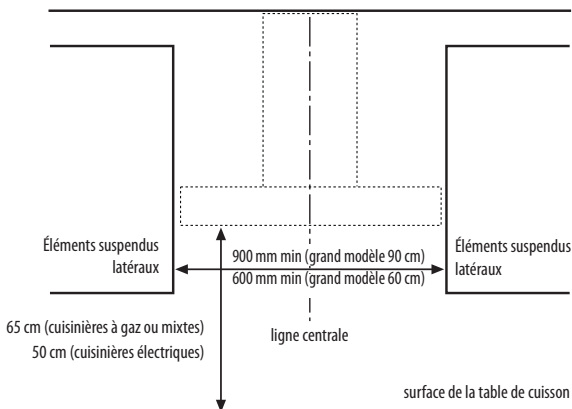 Éléments suspendus
latéraux
900 mm min (grand modèle 90 cm)
600 mm min (grand modèle 60 cm)
Éléments suspendus
latéraux
65 cm (cuisinières à gaz ou mixtes)
50 cm (cuisinières électriques)
ligne centrale
surface de la table de cuisson